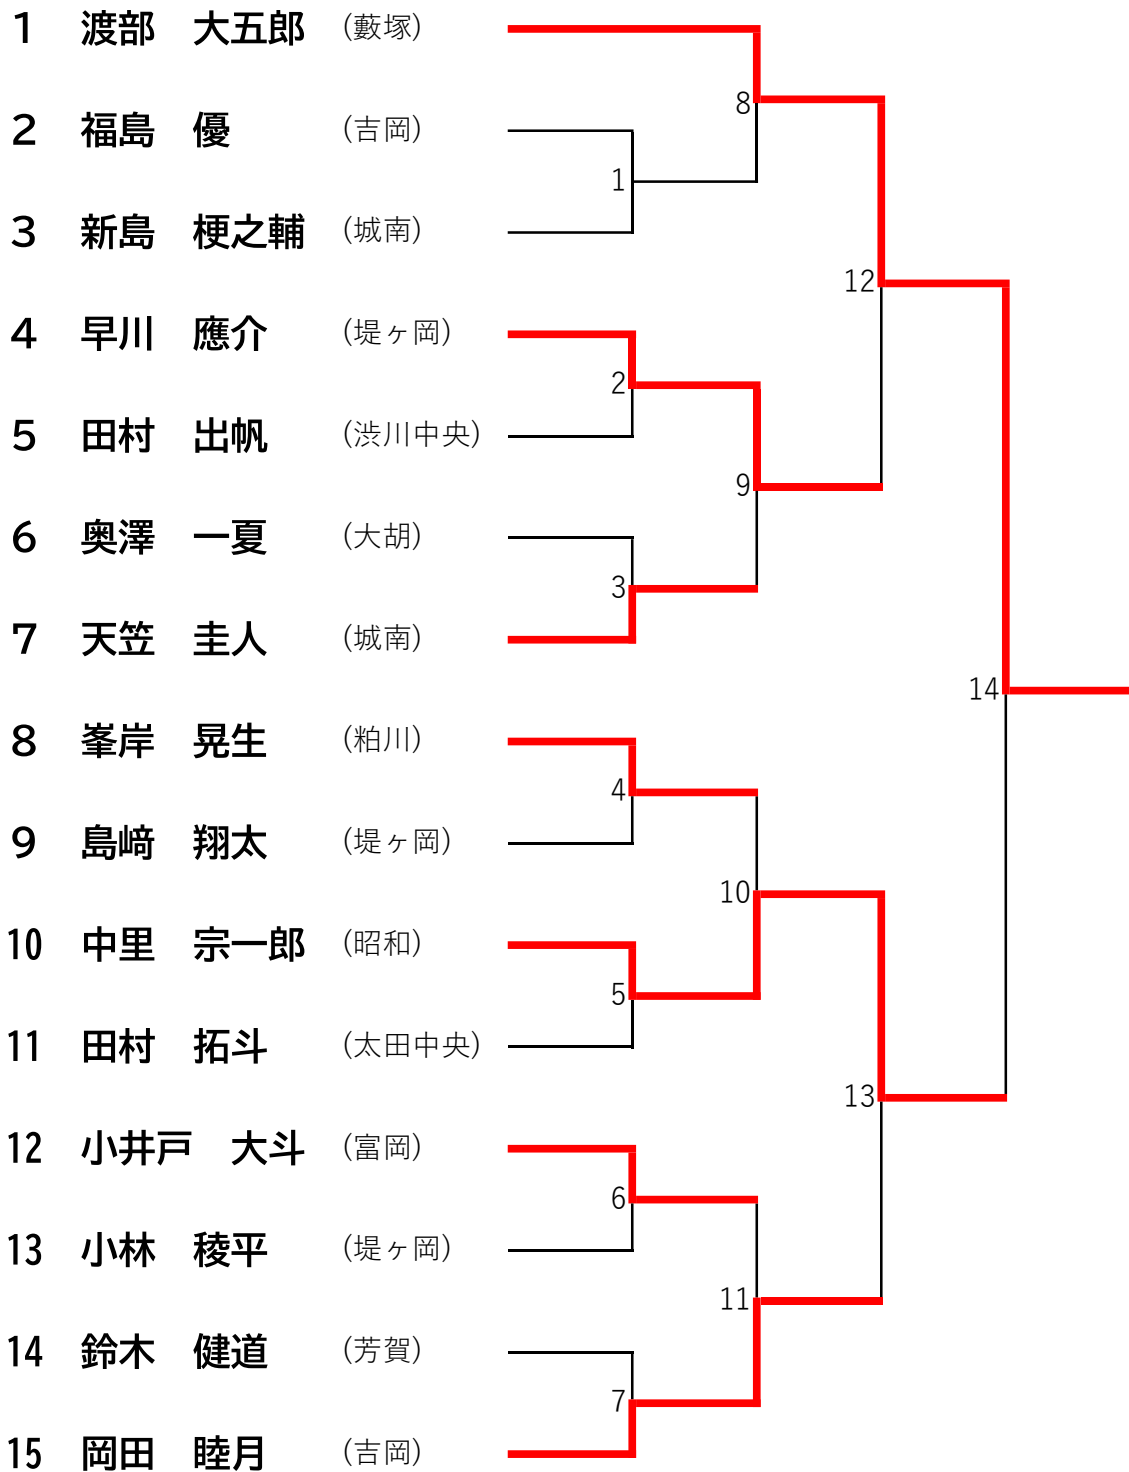 1 渡部 大五郎 (藪塚)
8
2 福島 優 (吉岡)
1
3 新島 梗之輔 (城南)
12
4 早川 應介 (堤ヶ岡)
2
5 田村 出帆 (渋川中央)
9
6 奥澤 一夏 (大胡)
3
7 天笠 圭人 (城南)
14
8 峯岸 晃生 (粕川)
4
9 島﨑 翔太 (堤ヶ岡)
10
10 中里 宗一郎 (昭和)
5
11 田村 拓斗 (太田中央)
13
12 小井戸 大斗 (富岡)
6
13 小林 稜平 (堤ヶ岡)
11
14 鈴木 健道 (芳賀)
7
15 岡田 睦月 (吉岡)